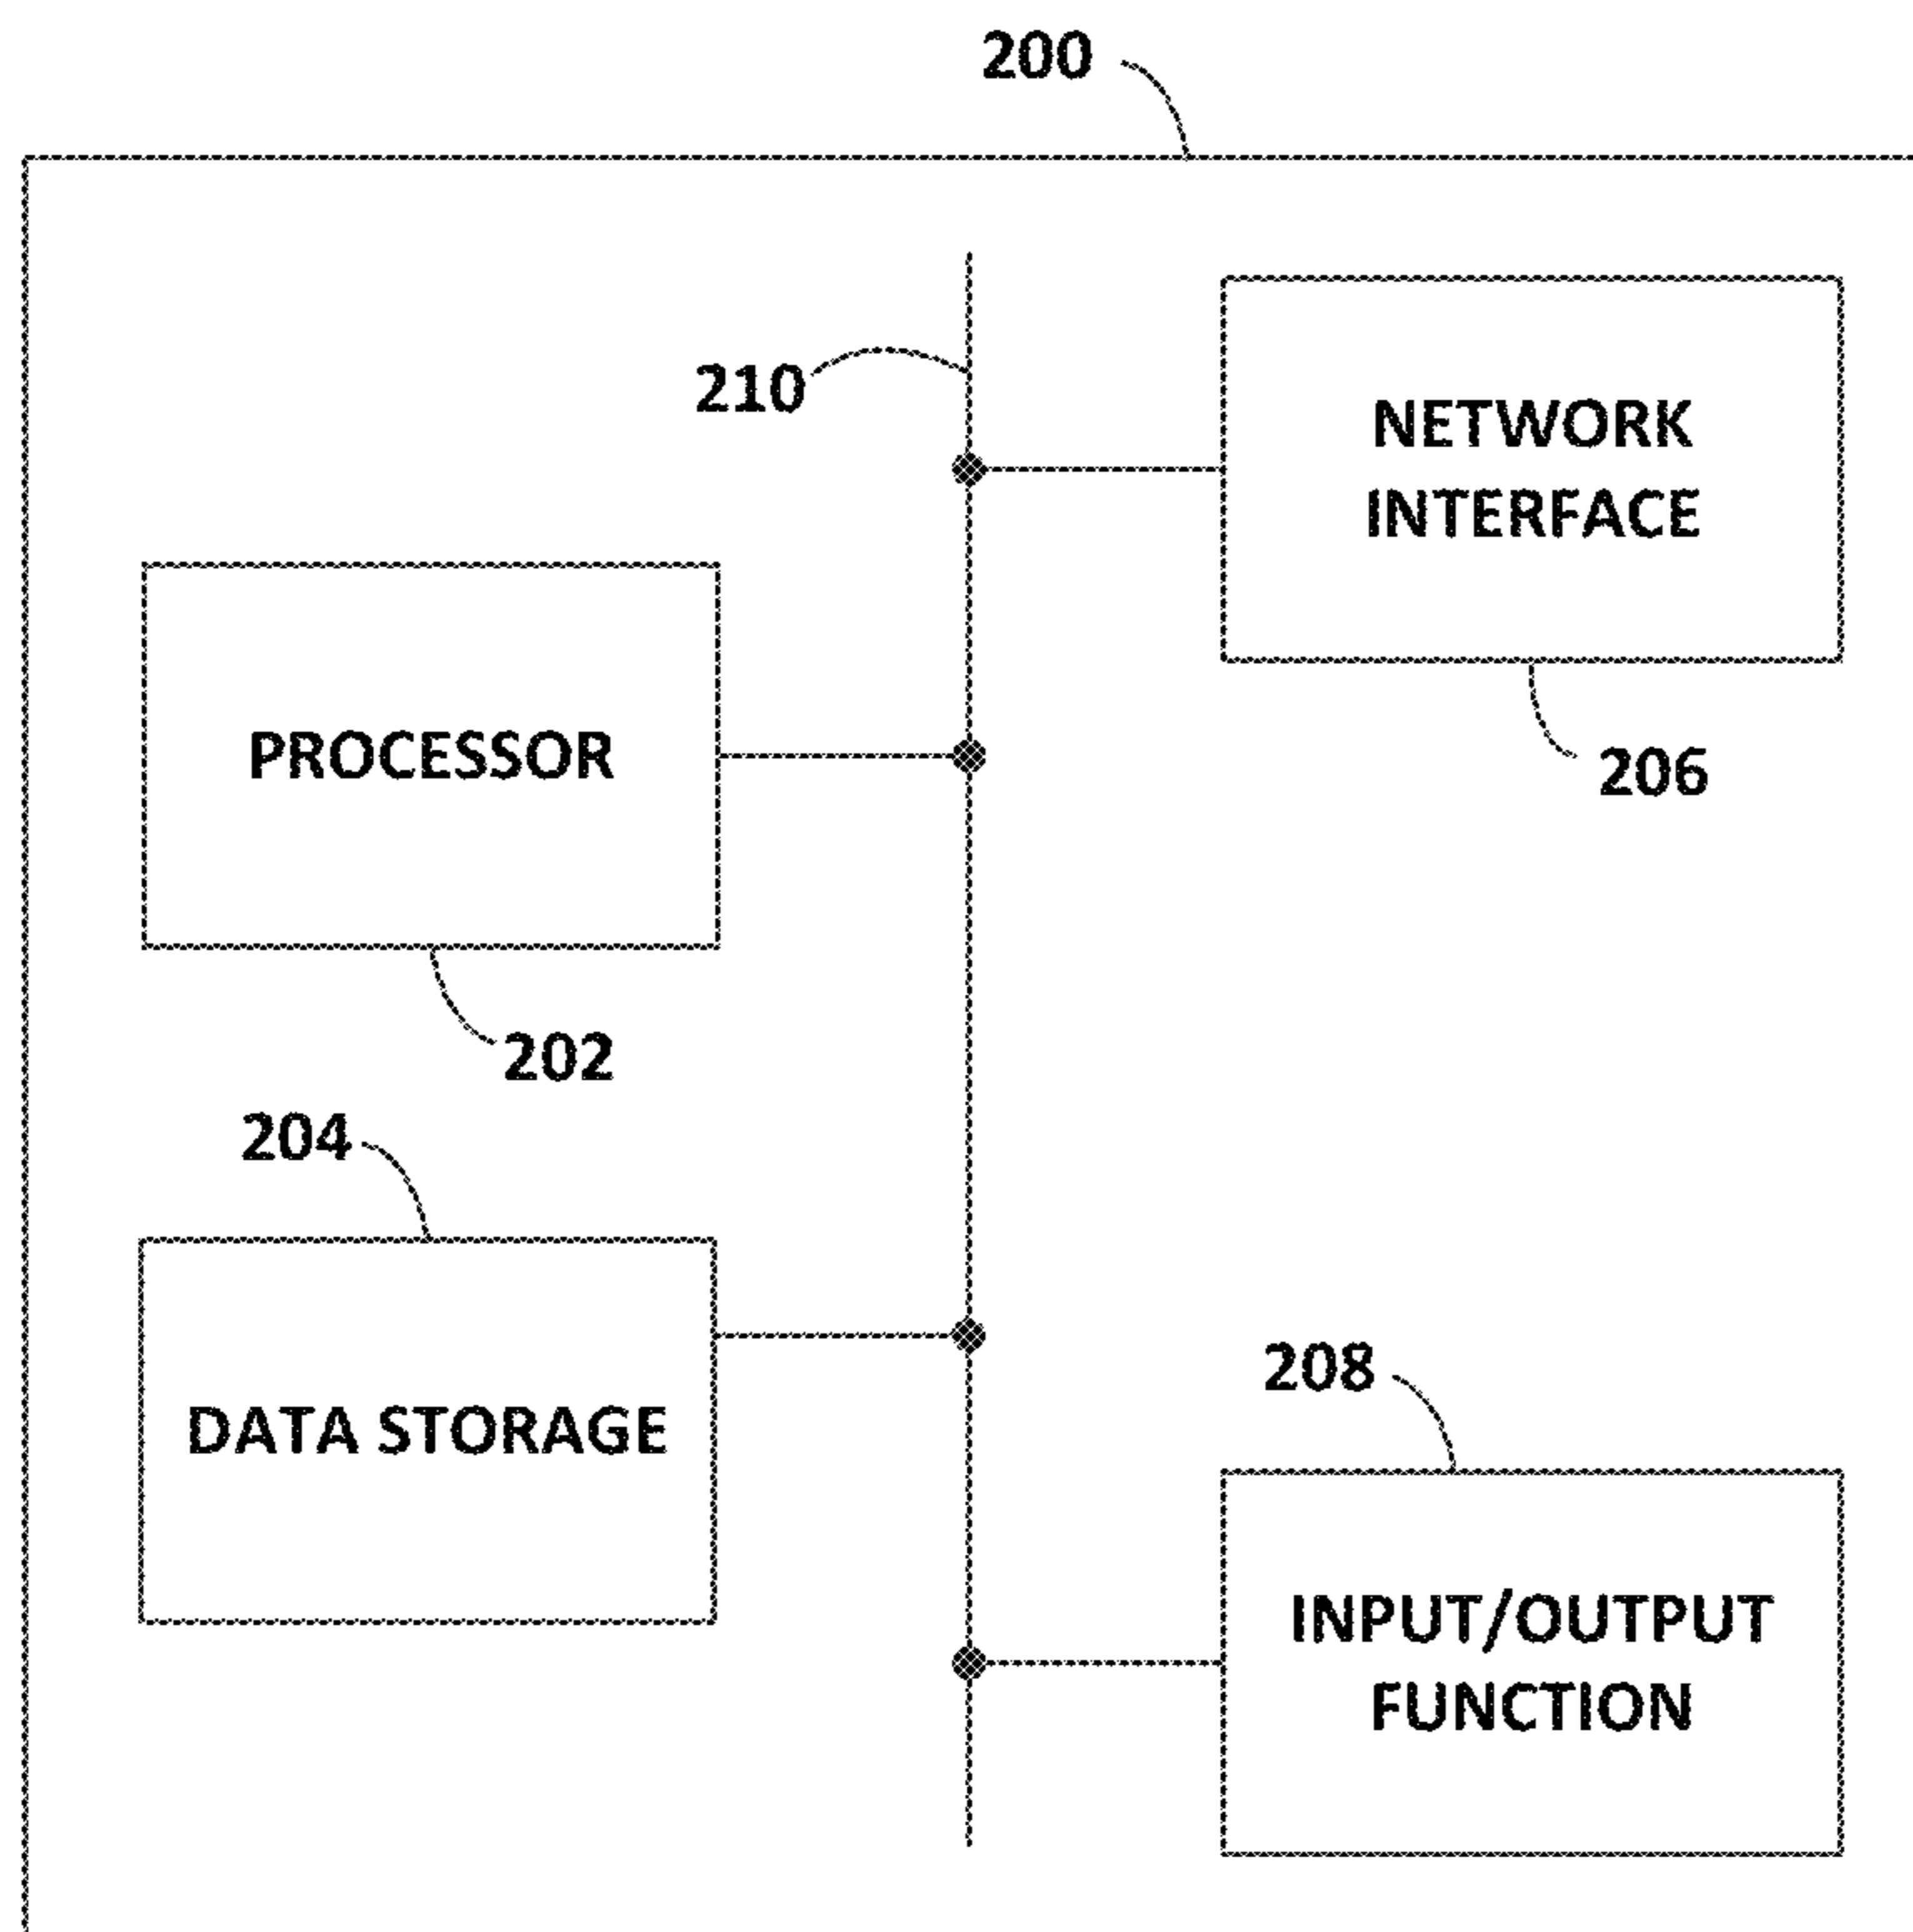 200
210
NETWORK
INTERFACE
PROCESSOR
206
202
204
208
DATA STORAGE
INPUT/OUTPUT
FUNCTION